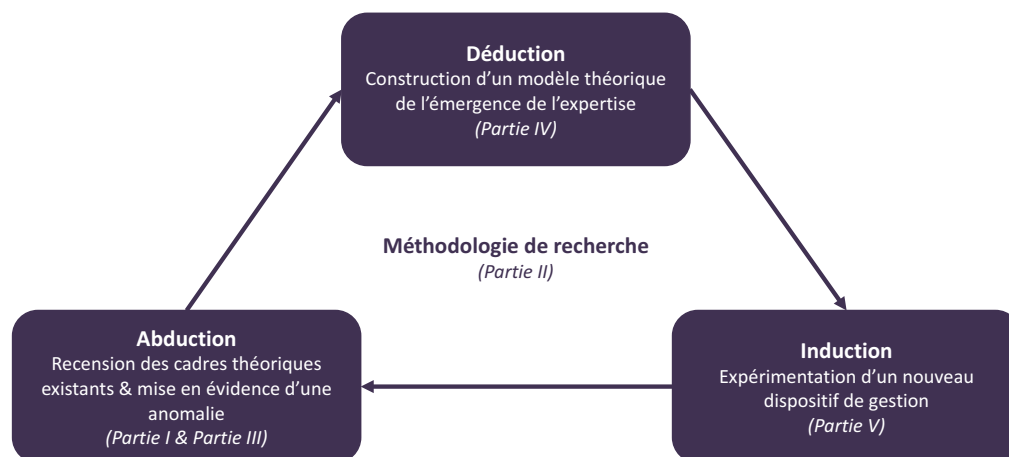 Déduction
Construction d'un modèle théorique
de l'émergence de l'expertise
(Partie IV)
Méthodologie de recherche
(Partie II)
Abduction
Recension des cadres théoriques
existants & mise en évidence d'une
anomalie
(Partie I & Partie III)
Induction
Expérimentation d'un nouveau
dispositif de gestion
(Partie V)